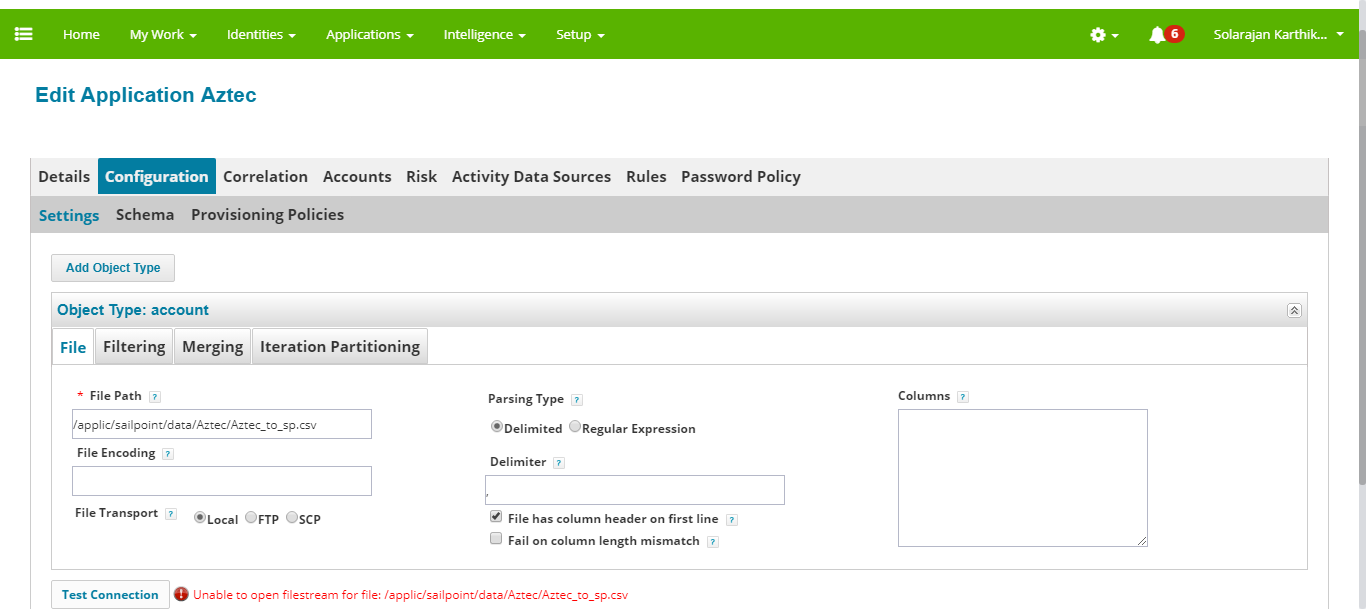 Home My Work Identities Applications Intelligence Setup 6 Solarajan Karthik...
Edit Application Aztec
Details Configuration Correlation Accounts Risk Activity Data Sources Rules Password Policy
Settings Schema Provisioning Policies
Add Object Type
Object Type: account
File Filtering Merging Iteration Partitioning
* File Path ?
/applic/sailpoint/data/Aztec/Aztec_to_sp.csv
File Encoding ?
File Transport ? Local FTP SCP
Parsing Type ?
Delimited Regular Expression
Delimiter ?
,
File has column header on first line ?
Fail on column length mismatch ?
Columns ?
Test Connection ! Unable to open filestream for file: /applic/sailpoint/data/Aztec/Aztec_to_sp.csv